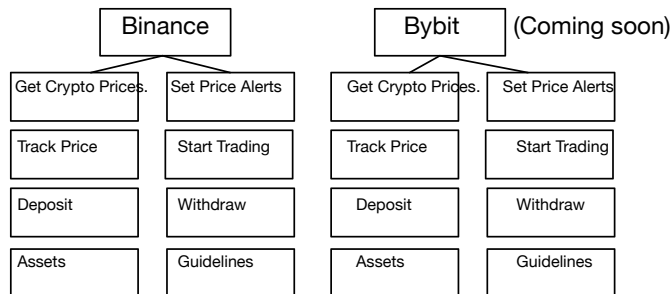 Binance
Bybit (Coming soon)
Get Crypto Prices. Set Price Alerts Get Crypto Prices. Set Price Alerts
Track Price Start Trading Track Price Start Trading
Deposit Withdraw Deposit Withdraw
Assets Guidelines Assets Guidelines